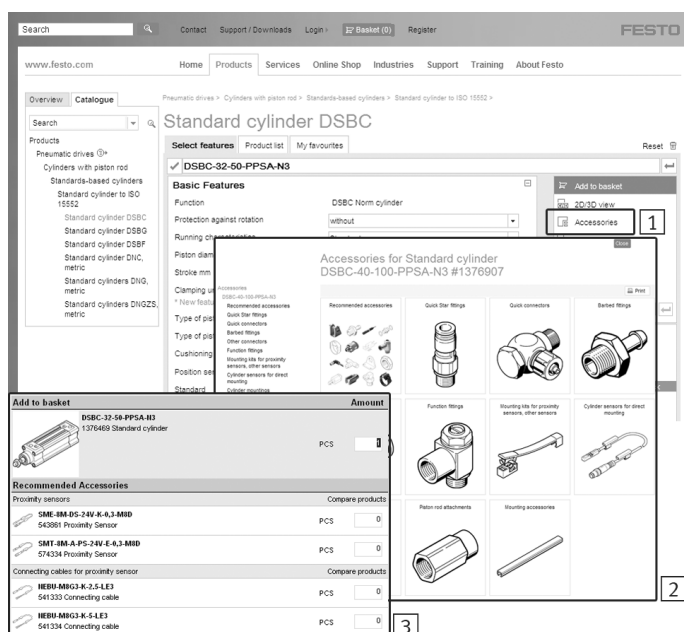 Search
Contact Support / Downloads Login Basket (0) Register
FESTO
www.festo.com
Home Products Services Online Shop Industries Support Training About Festo
Overview Catalogue
Pneumatic drives > Cylinders with piston rod > Standards-based cylinders > Standard cylinder to ISO 15552 >
Search
Standard cylinder DSBC
Products
Pneumatic drives
Cylinders with piston rod
Standards-based cylinders
Standard cylinder to ISO
15552
Standard cylinder DSBC
Standard cylinder DSBG
Standard cylinder DSBF
Standard cylinder DNC,
metric
Standard cylinders DNG,
metric
Standard cylinders DNGZS,
metric
Select features Product list My favourites
Reset
DSBC-32-50-PPSA-N3
Basic Features
Function DSBC Norm cylinder
Protection against rotation without
Running
Piston diam
Stroke mm
Clamping
Type of
Type of
Cushioning
Position
Standard
Add to basket
2D/3D view
Accessories
1
Close
Accessories for Standard cylinder
DSBC-40-100-PPSA-N3 #1376907
Print
Accessories
DSBC-40-100-PPSA-N3
Recommended accessories
Quick Star fittings
Quick connectors
Barbed fittings
Other connectors
Function fittings
Mounting kits for proximity
sensors, other sensors
Cylinder sensors for direct
mounting
Cylinder mountings
Recommended accessories
Quick Star fittings
Quick connectors
Barbed fittings
Function fittings
Mounting kits for proximity
sensors, other sensors
Cylinder sensors for direct
mounting
Piston rod attachments
Mounting accessories
2
Add to basket Amount
DSBC-32-50-PPSA-N3
1376469 Standard cylinder
PCS
Recommended Accessories
Proximity sensors Compare products
SME-8M-DS-24V-K-0,3-M8D
543861 Proximity Sensor
PCS 0
SMT-8M-A-PS-24V-E-0,3-M8D
574334 Proximity Sensor
PCS 0
Connecting cables for proximity sensor Compare products
NEBU-M8G3-K-2.5-LE3
541333 Connecting cable
PCS 0
NEBU-M8G3-K-5-LE3
541334 Connecting cable
PCS 0
3